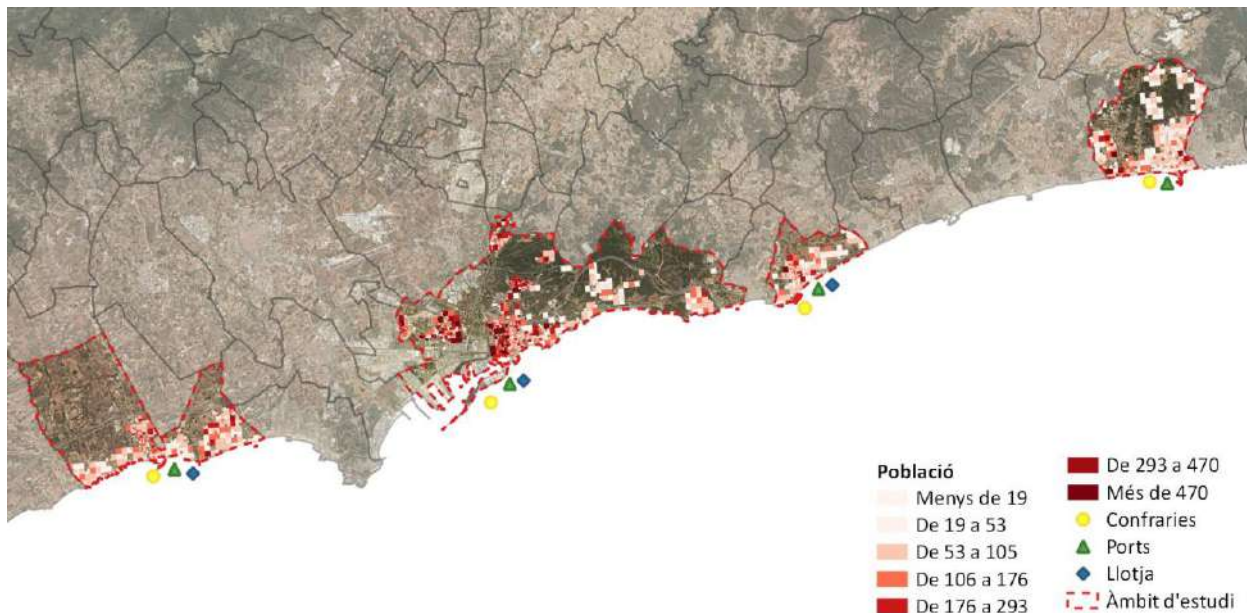 Població
Menys de 19
De 19 a 53
De 53 a 105
De 106 a 176
De 176 a 293
De 293 a 470
Més de 470
Confraries
Ports
Llotja
Àmbit d'estudi